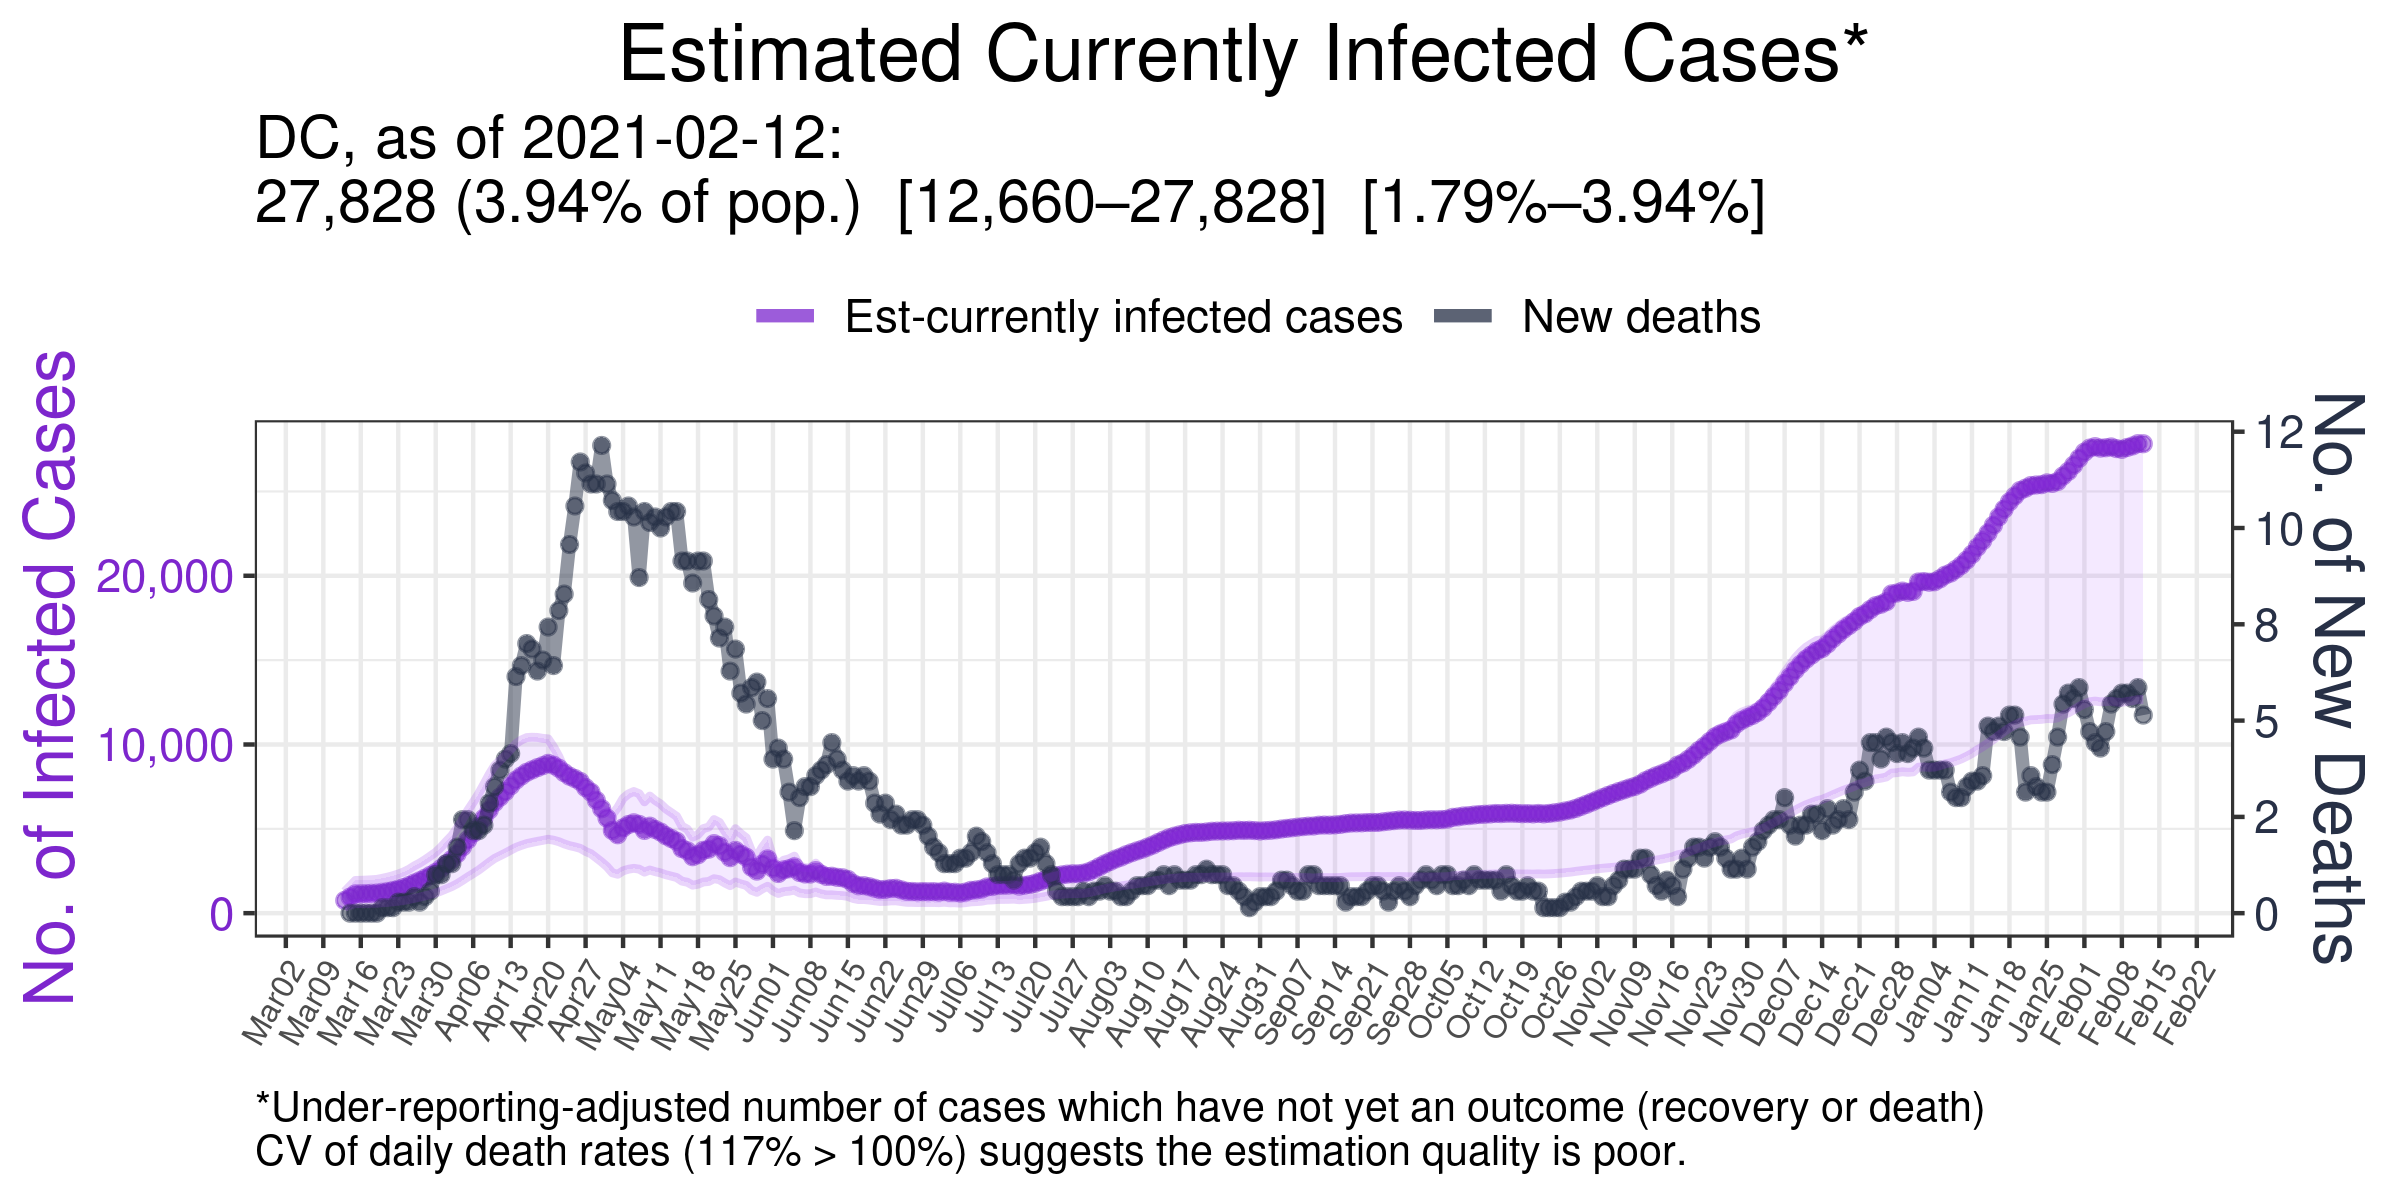 Estimated Currently Infected Cases*
DC, as of 2021-02-12:
27,828 (3.94% of pop.) [12,660–27,828] [1.79%–3.94%]
Est-currently infected cases New deaths
No. of Infected Cases
20,000
10,000
0
12
10
8
5
2
0
No. of New Deaths
Mar02 Mar09 Mar16 Mar23 Mar30 Apr06 Apr13 Apr20 Apr27 May04 May11 May18 May25 Jun01 Jun08 Jun15 Jun22 Jun29 Jul06 Jul13 Jul20 Jul27 Aug03 Aug10 Aug17 Aug24 Aug31 Sep07 Sep14 Sep21 Sep28 Oct05 Oct12 Oct19 Oct26 Nov02 Nov09 Nov16 Nov23 Nov30 Dec07 Dec14 Dec21 Dec28 Jan04 Jan11 Jan18 Jan25 Feb01 Feb08 Feb15 Feb22
*Under-reporting-adjusted number of cases which have not yet an outcome (recovery or death)
CV of daily death rates (117% > 100%) suggests the estimation quality is poor.